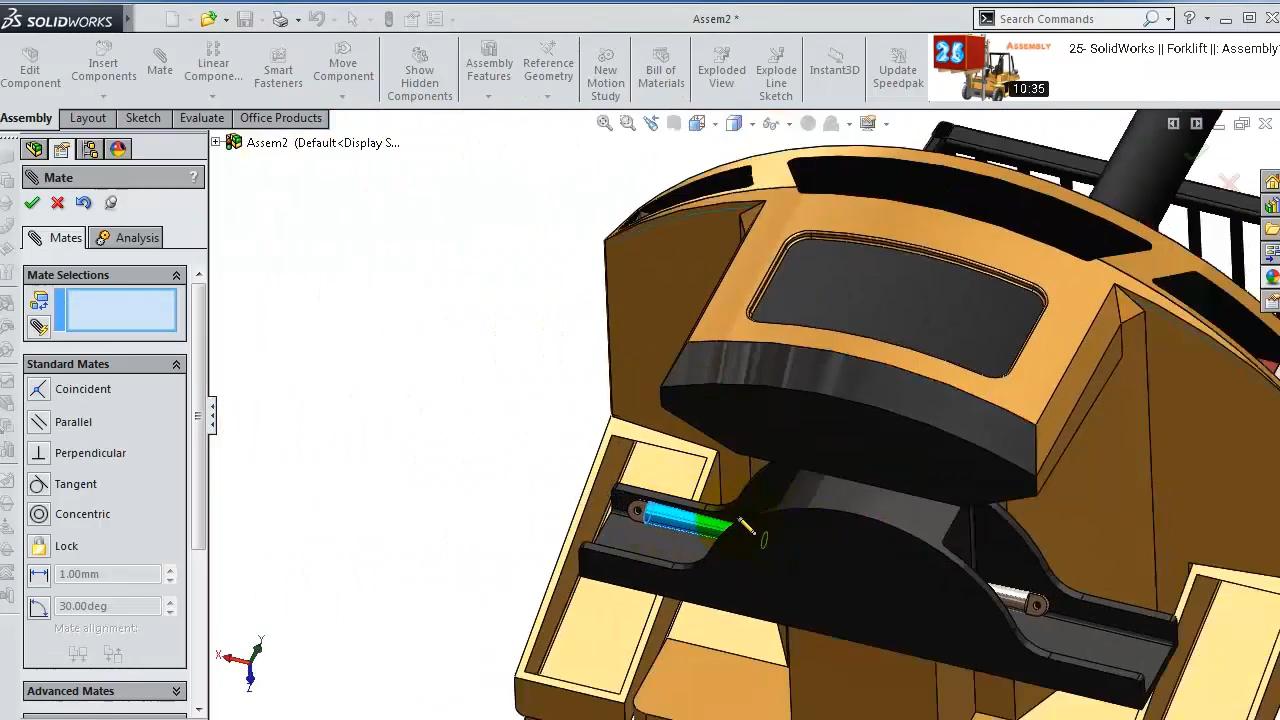 SOLIDWORKS
Assem2 *
Search Commands
?
Edit Component
Insert Components
Mate
Linear Compon...
Smart Fasteners
Move Component
Show Hidden Components
Assembly Features
Reference Geometry
New Motion Study
Bill of Materials
Exploded View
Explode Line Sketch
Instant3D
Update Speedpak
25
ASSEMBLY
25- SolidWorks || Forklift ||: Assembly
10:35
Assembly
Layout
Sketch
Evaluate
Office Products
Assem2 (Default<Display S...
Mate
?
Mates
Analysis
Mate Selections
Standard Mates
Coincident
Parallel
Perpendicular
Tangent
Concentric
Lock
1.00mm
30.00deg
Mate alignment:
Advanced Mates
X
Y
Z